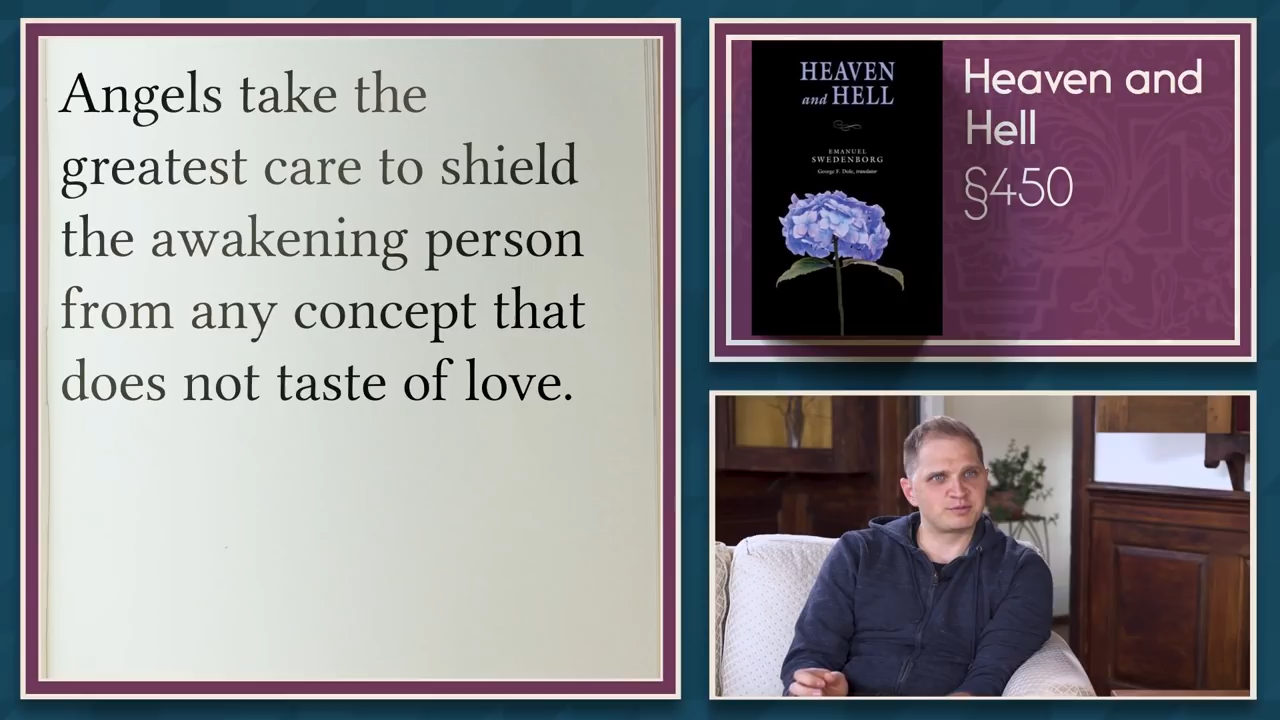 Angels take the
greatest care to shield
the awakening person
from any concept that
does not taste of love.
HEAVEN
and HELL
EMANUEL
SWEDENBORG
George F. Dole, translator
Heaven and
Hell
§450